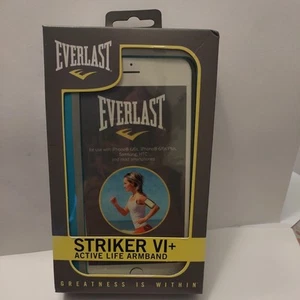 EVERLAST
EVERLAST
STRIKER VI+
ACTIVE LIFE ARMBAND
GREATNESS IS WITHIN